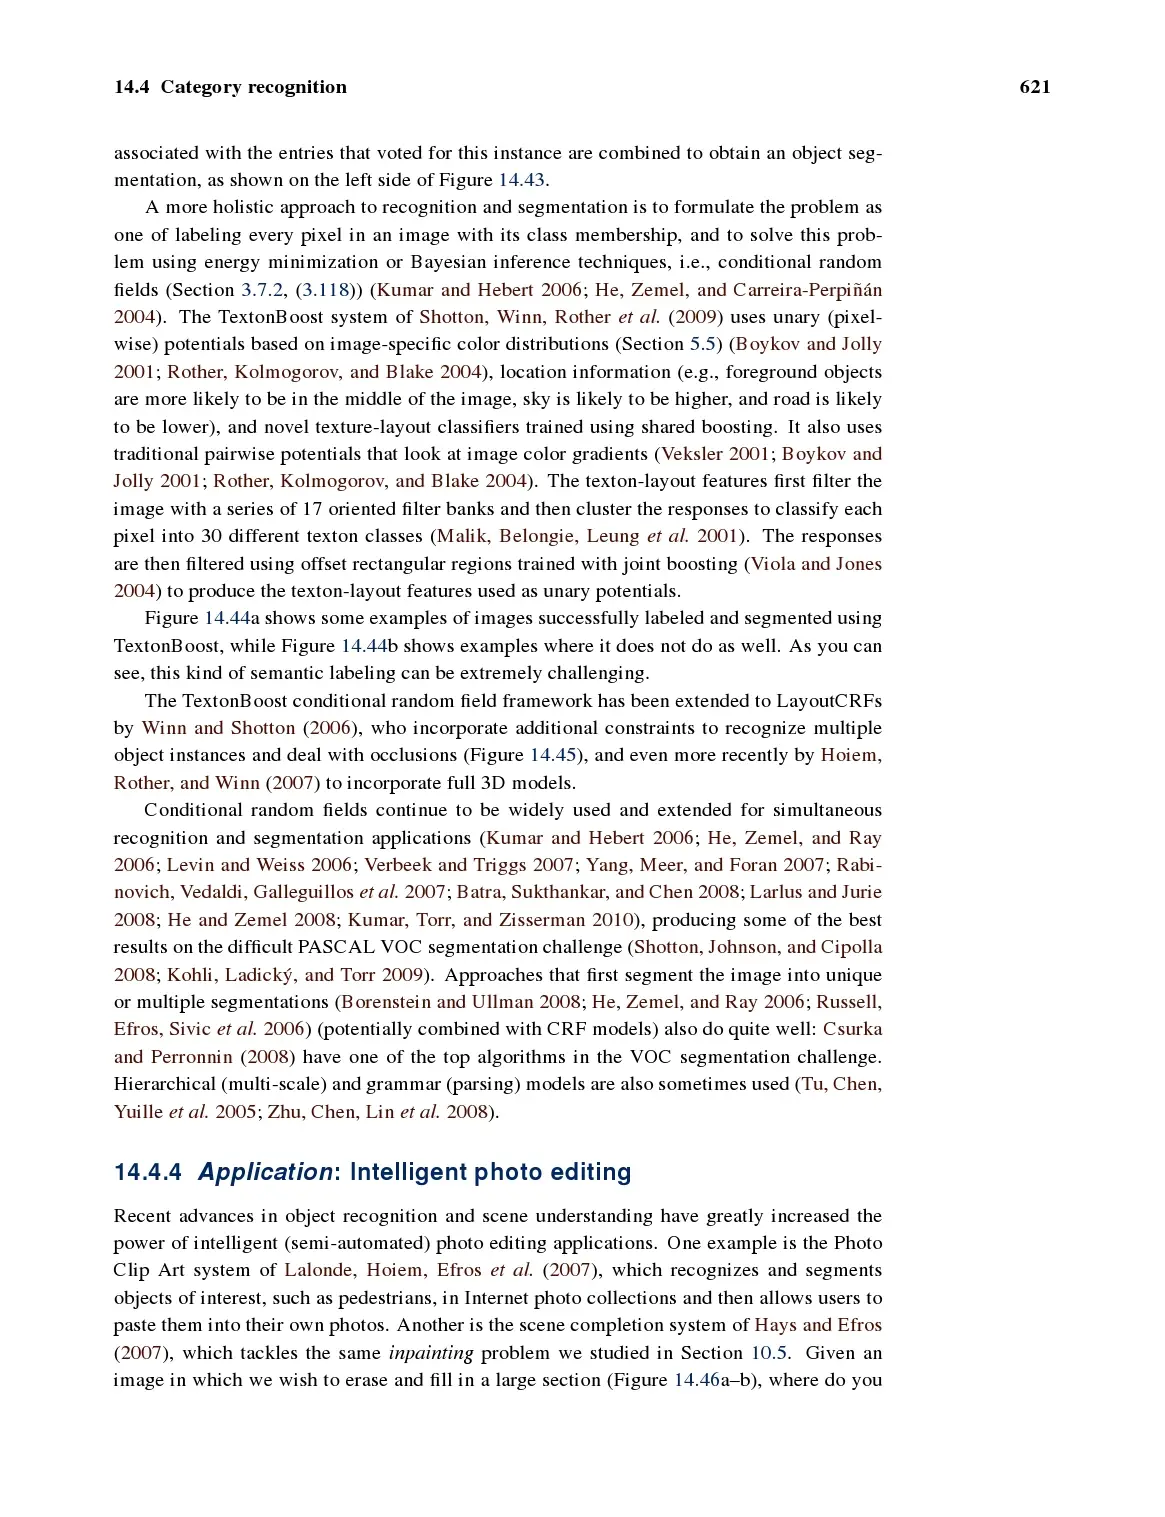 14.4 Category recognition 621
associated with the entries that voted for this instance are combined to obtain an object seg-
mentation, as shown on the left side of Figure 14.43.
A more holistic approach to recognition and segmentation is to formulate the problem as
one of labeling every pixel in an image with its class membership, and to solve this prob-
lem using energy minimization or Bayesian inference techniques, i.e., conditional random
fields (Section 3.7.2, (3.118)) (Kumar and Hebert 2006; He, Zemel, and Carreira-Perpiñán
2004). The TextonBoost system of Shotton, Winn, Rother et al. (2009) uses unary (pixel-
wise) potentials based on image-specific color distributions (Section 5.5) (Boykov and Jolly
2001; Rother, Kolmogorov, and Blake 2004), location information (e.g., foreground objects
are more likely to be in the middle of the image, sky is likely to be higher, and road is likely
to be lower), and novel texture-layout classifiers trained using shared boosting. It also uses
traditional pairwise potentials that look at image color gradients (Veksler 2001; Boykov and
Jolly 2001; Rother, Kolmogorov, and Blake 2004). The texton-layout features first filter the
image with a series of 17 oriented filter banks and then cluster the responses to classify each
pixel into 30 different texton classes (Malik, Belongie, Leung et al. 2001). The responses
are then filtered using offset rectangular regions trained with joint boosting (Viola and Jones
2004) to produce the texton-layout features used as unary potentials.
Figure 14.44a shows some examples of images successfully labeled and segmented using
TextonBoost, while Figure 14.44b shows examples where it does not do as well. As you can
see, this kind of semantic labeling can be extremely challenging.
The TextonBoost conditional random field framework has been extended to LayoutCRFs
by Winn and Shotton (2006), who incorporate additional constraints to recognize multiple
object instances and deal with occlusions (Figure 14.45), and even more recently by Hoiem,
Rother, and Winn (2007) to incorporate full 3D models.
Conditional random fields continue to be widely used and extended for simultaneous
recognition and segmentation applications (Kumar and Hebert 2006; He, Zemel, and Ray
2006; Levin and Weiss 2006; Verbeek and Triggs 2007; Yang, Meer, and Foran 2007; Rabi-
novich, Vedaldi, Galleguillos et al. 2007; Batra, Sukthankar, and Chen 2008; Larlus and Jurie
2008; He and Zemel 2008; Kumar, Torr, and Zisserman 2010), producing some of the best
results on the difficult PASCAL VOC segmentation challenge (Shotton, Johnson, and Cipolla
2008; Kohli, Ladický, and Torr 2009). Approaches that first segment the image into unique
or multiple segmentations (Borenstein and Ullman 2008; He, Zemel, and Ray 2006; Russell,
Efros, Sivic et al. 2006) (potentially combined with CRF models) also do quite well: Csurka
and Perronnin (2008) have one of the top algorithms in the VOC segmentation challenge.
Hierarchical (multi-scale) and grammar (parsing) models are also sometimes used (Tu, Chen,
Yuille et al. 2005; Zhu, Chen, Lin et al. 2008).
14.4.4 Application: Intelligent photo editing
Recent advances in object recognition and scene understanding have greatly increased the
power of intelligent (semi-automated) photo editing applications. One example is the Photo
Clip Art system of Lalonde, Hoiem, Efros et al. (2007), which recognizes and segments
objects of interest, such as pedestrians, in Internet photo collections and then allows users to
paste them into their own photos. Another is the scene completion system of Hays and Efros
(2007), which tackles the same inpainting problem we studied in Section 10.5. Given an
image in which we wish to erase and fill in a large section (Figure 14.46a–b), where do you